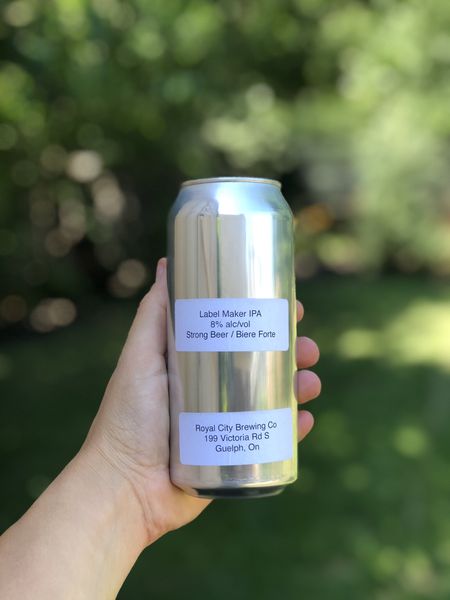 Label Maker IPA
8% alc/vol
Strong Beer / Biere Forte
Royal City Brewing Co
199 Victoria Rd S
Guelph, On